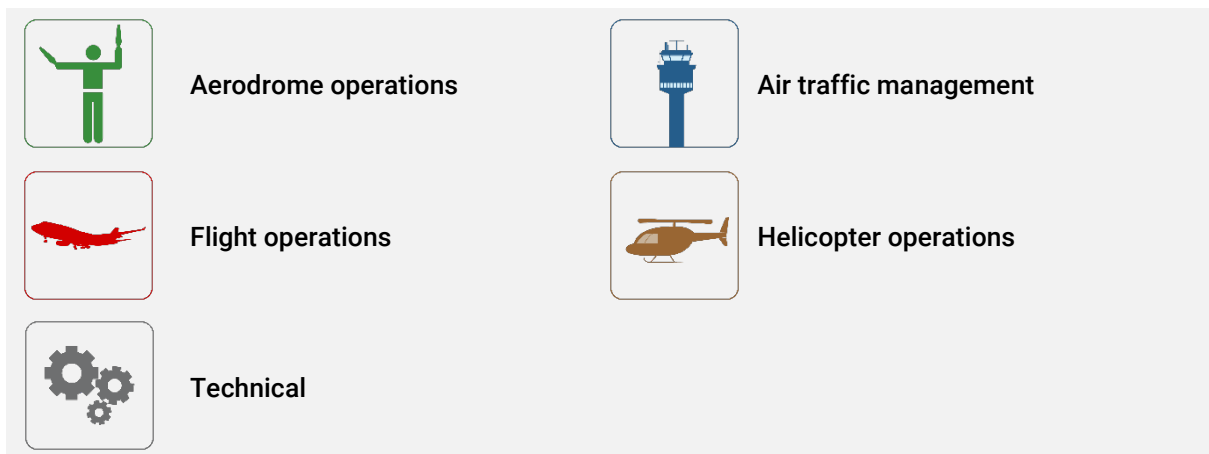 Aerodrome operations
Air traffic management
Flight operations
Helicopter operations
Technical